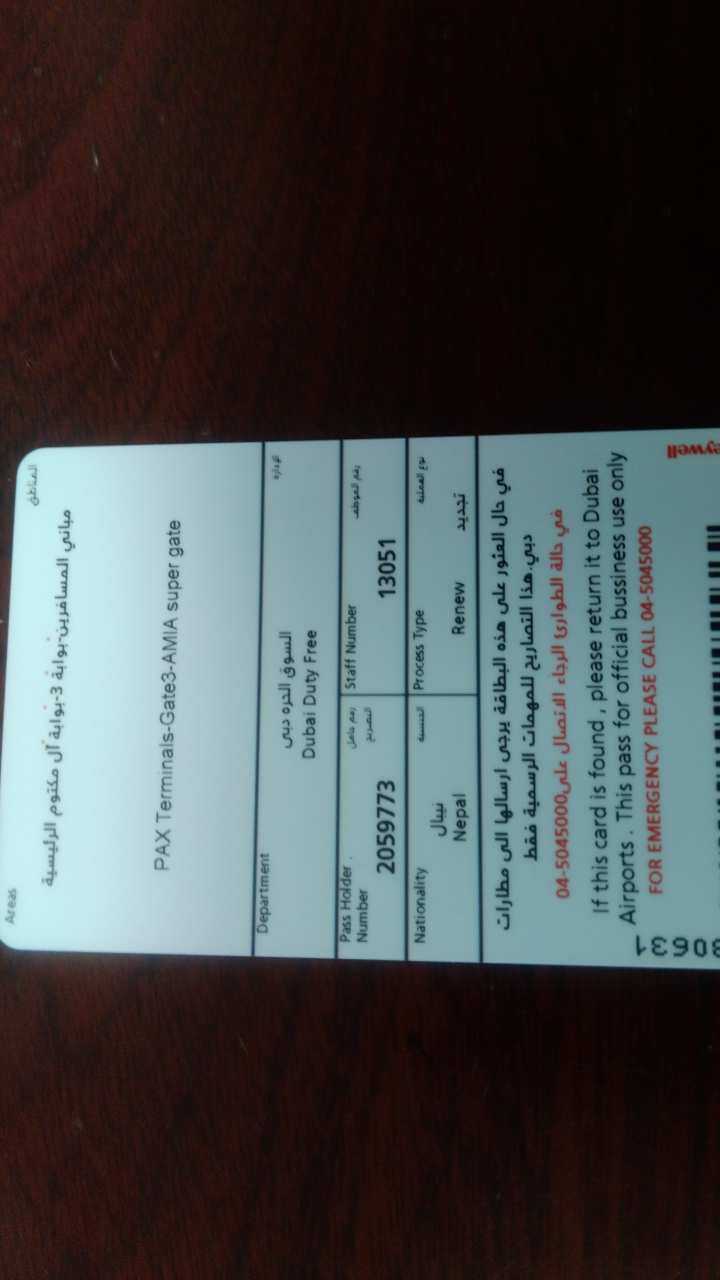 Areas المناطق
مباني المسافرين-بوابة 3-بوابة آل مكتوم الرئيسية
PAX Terminals-Gate3-AMIA super gate
Department الإدارة
السوق الحره دبي
Dubai Duty Free
Pass Holder رقم حامل
Number التصريح
2059773
Staff Number رقم الموظف
13051
Nationality الجنسية
نيبال
Nepal
Process Type نوع العملية
Renew تجديد
في حال العثور على هذه البطاقة يرجى ارسالها الى مطارات
دبي. هذا التصاريح للمهمات الرسمية فقط
في حالة الطوارئ الرجاء الاتصال على 04-5045000
If this card is found , please return it to Dubai
Airports . This pass for official bussiness use only
FOR EMERGENCY PLEASE CALL 04-5045000
eywell